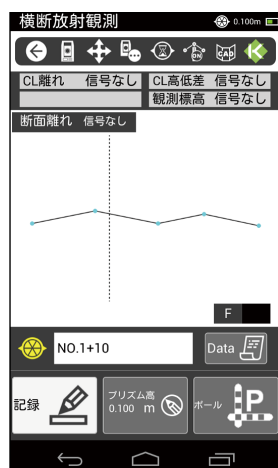 横断放射観測 0.100m
ON CAD
CL離れ 信号なし CL高低差 信号なし
観測標高 信号なし
断面離れ 信号なし
F
NO.1+10 Data
記録 プリズム高 ポール P
0.100 m